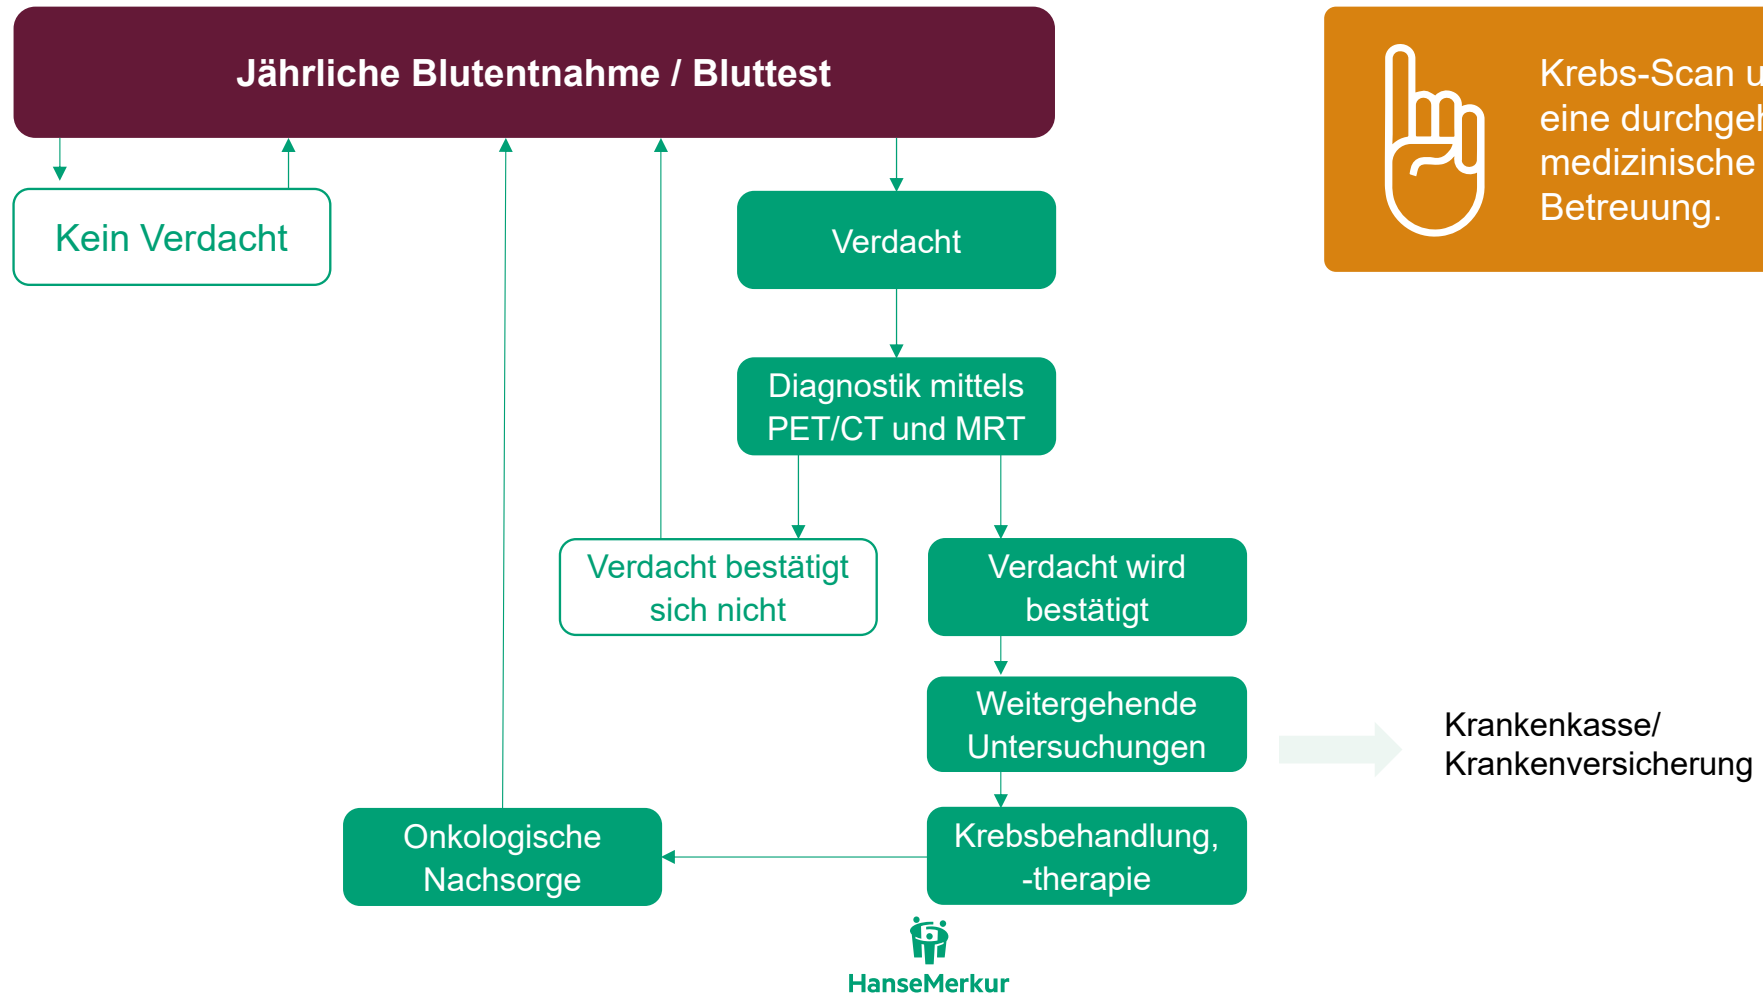 Jährliche Blutentnahme / Bluttest
Krebs-Scan
eine
medizinische
Betreuung.
Kein Verdacht
Verdacht
Diagnostik mittels
PET/CT und MRT
Verdacht bestätigt
sich nicht
Verdacht wird
bestätigt
Weitergehende
Untersuchungen
Krankenkasse/
Krankenversicherung
Onkologische
Nachsorge
Krebsbehandlung,
-therapie
HanseMerkur